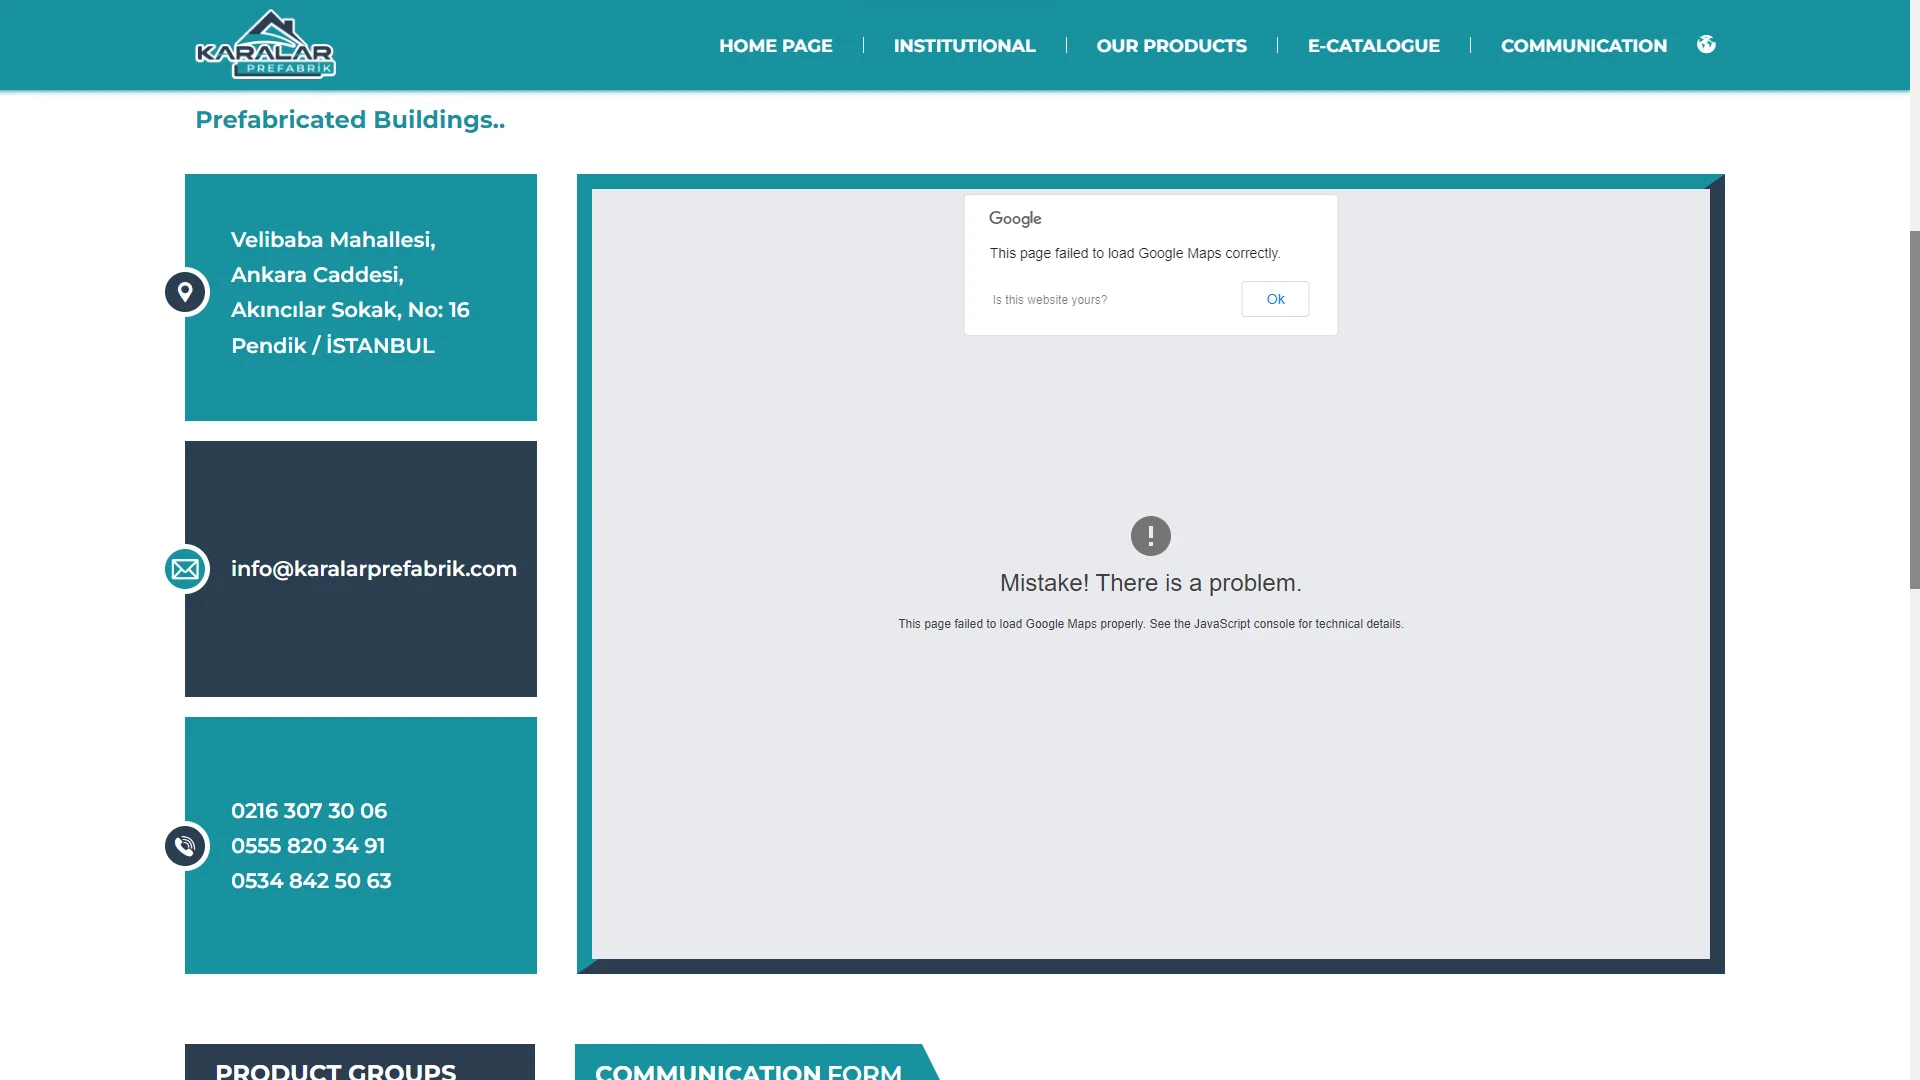 KARALAR
PREFABRİK
HOME PAGE
INSTITUTIONAL
OUR PRODUCTS
E-CATALOGUE
COMMUNICATION
Prefabricated Buildings..
Velibaba Mahallesi,
Ankara Caddesi,
Akıncılar Sokak, No: 16
Pendik / İSTANBUL
info@karalarprefabrik.com
0216 307 30 06
0555 820 34 91
0534 842 50 63
Google
This page failed to load Google Maps correctly.
Is this website yours?
Ok
Mistake! There is a problem.
This page failed to load Google Maps properly. See the JavaScript console for technical details.
PRODUCT GROUPS
COMMUNICATION FORM